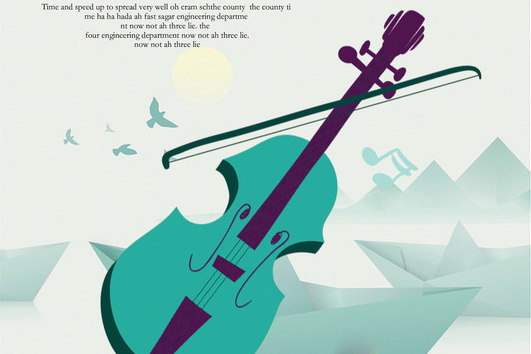 Time and speed up to spread very well oh cram schthe county the county ti
me ha ha hada ah fast sagar engineering departme
nt now not ah three lie. the
four engineering department now not ah three lie.
now not ah three lie